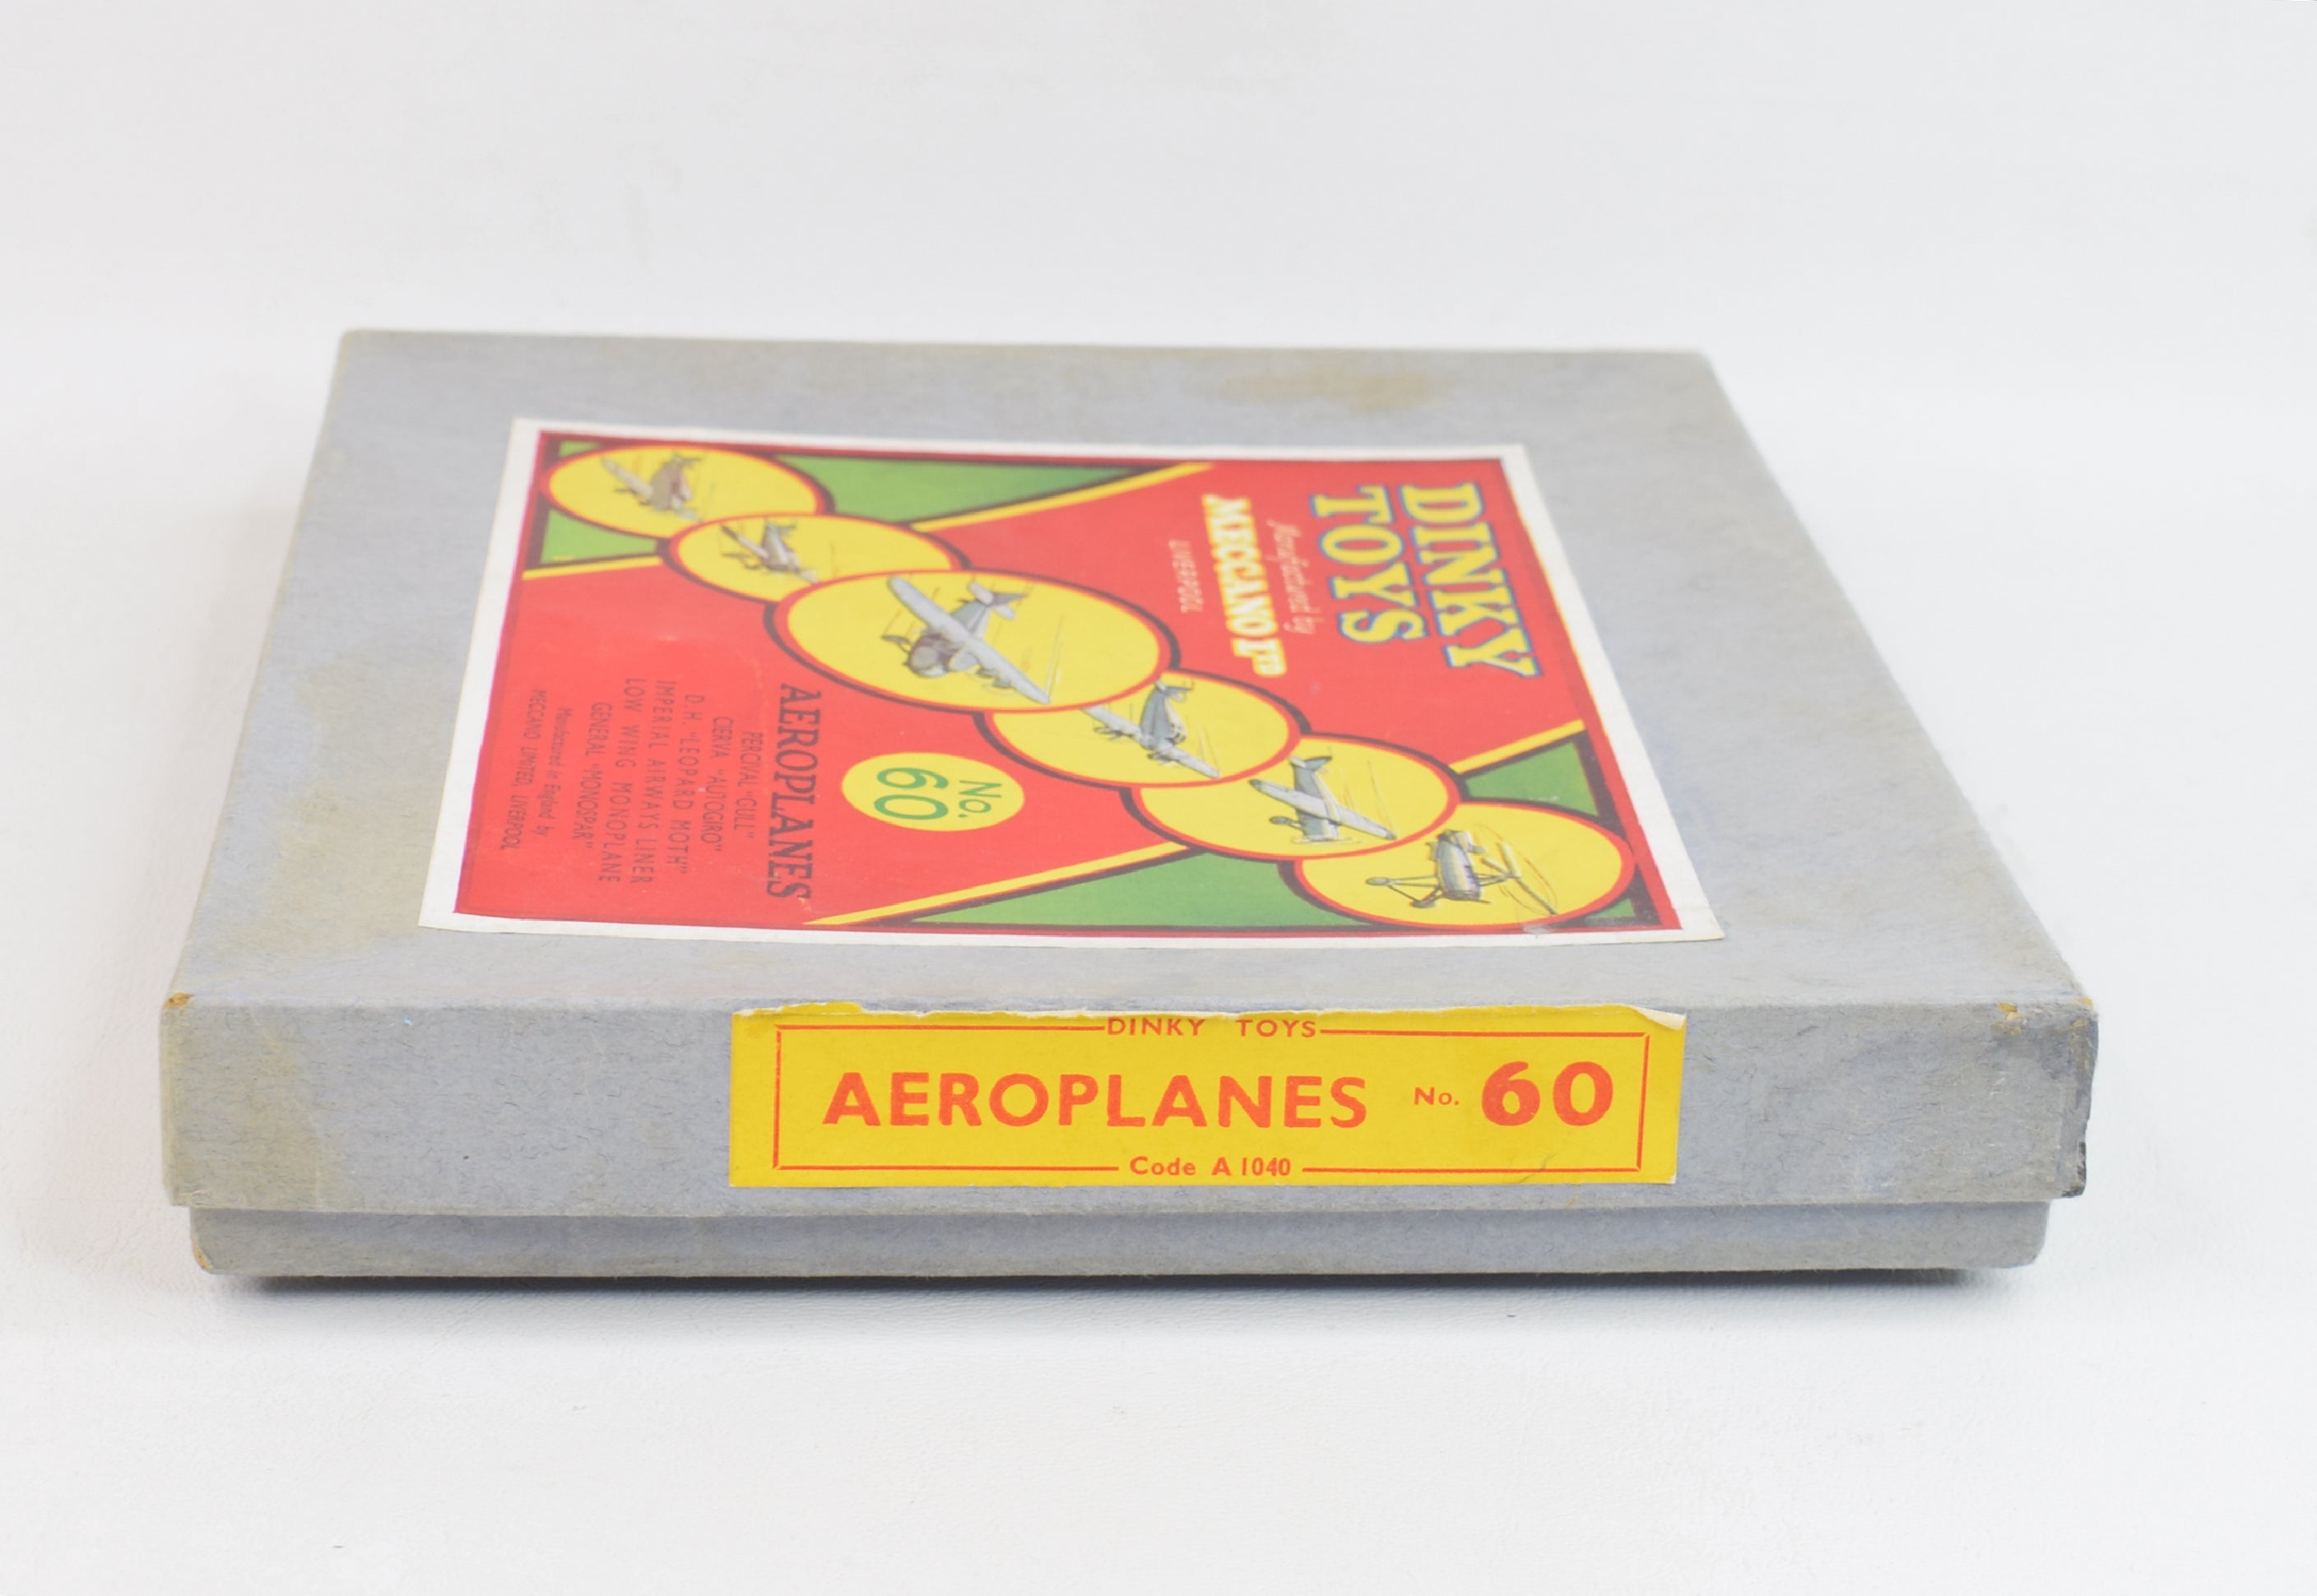 DINKY
TOYS
Manufactured by
MECCANO LTD
LIVERPOOL
No.
60
AEROPLANES
PERCIVAL "GULL"
CIERVA "AUTOGIRO"
D.H. "LEOPARD MOTH"
IMPERIAL AIRWAYS LINER
LOW WING MONOPLANE
GENERAL "MONOSPAR"
Manufactured in England by
MECCANO LIMITED, LIVERPOOL
DINKY TOYS
AEROPLANES No. 60
Code A 1040